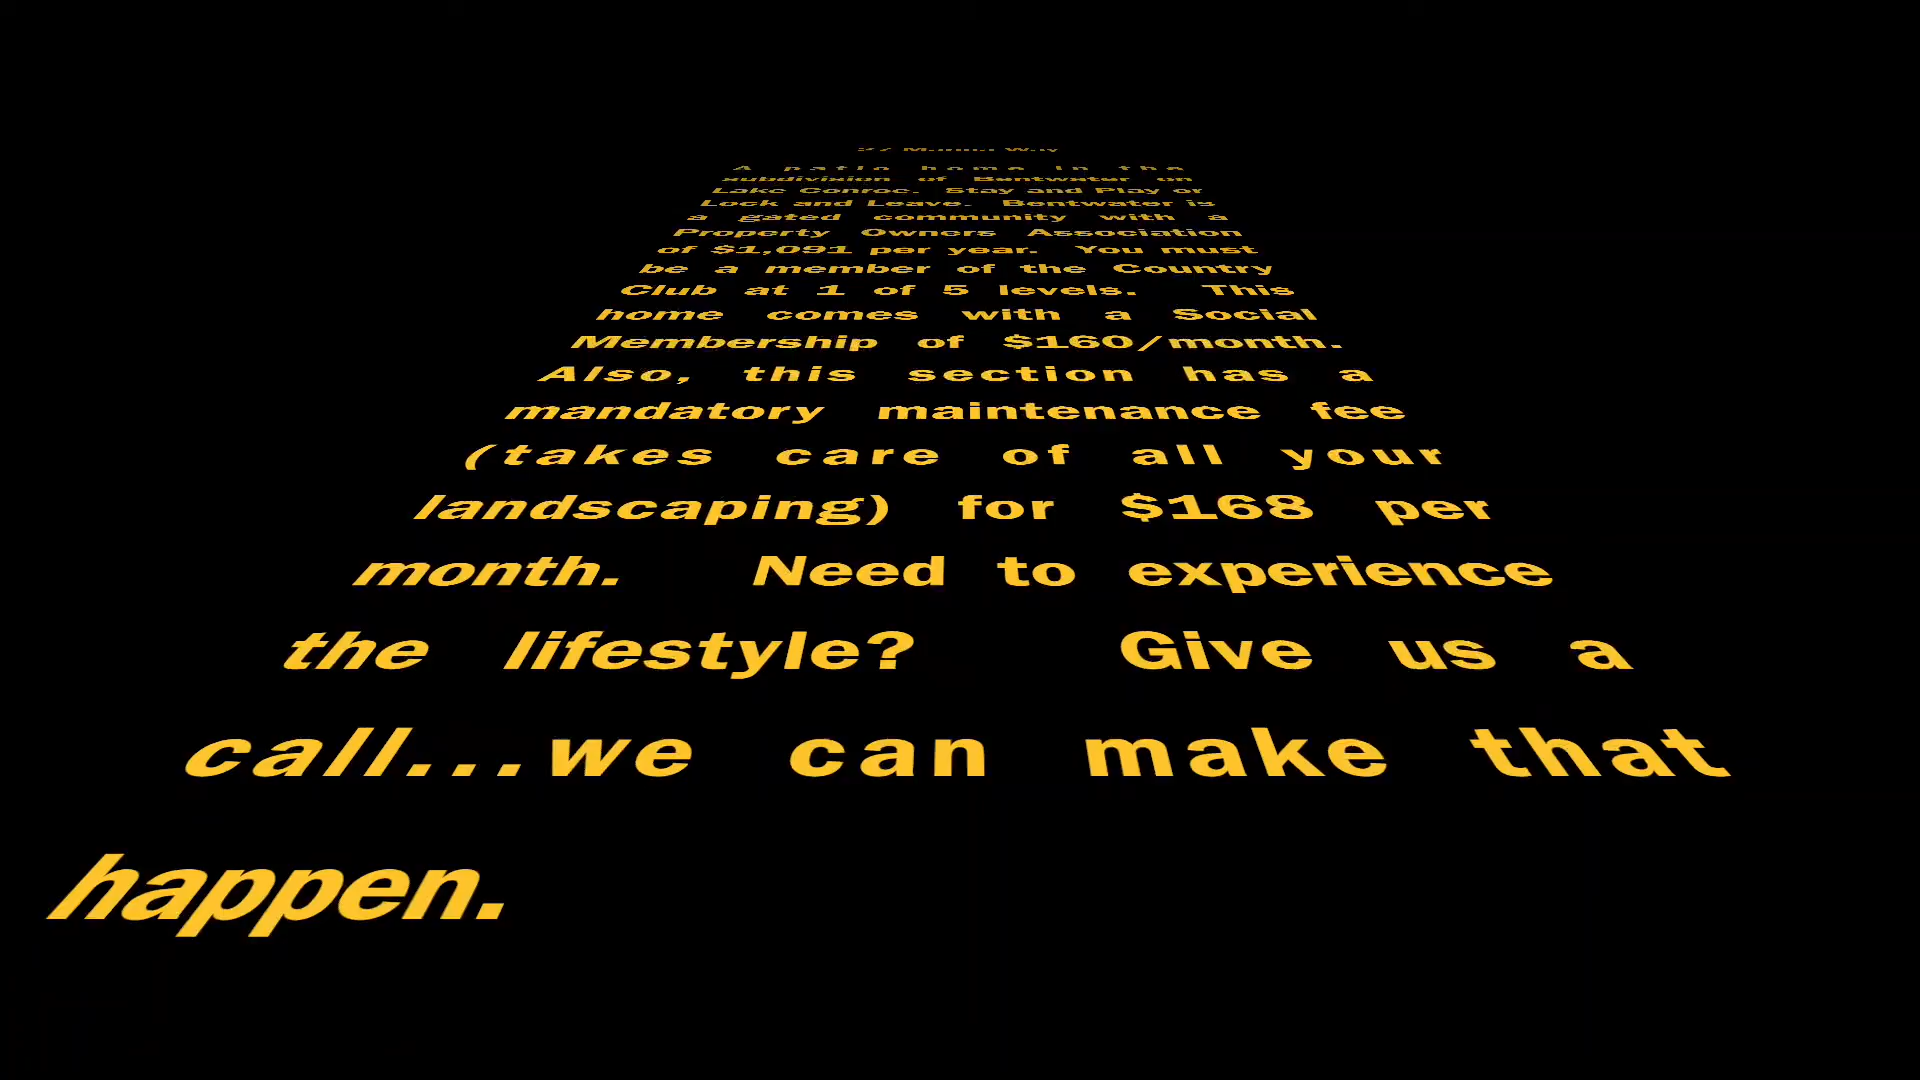 Way
A patio home in the
subdivision of Bentwater on
Lake Conroe. Stay and Play or
Lock and Leave. Bentwater is
a gated community with a
Property Owners Association
of $1,091 per year. You must
be a member of the Country
Club at 1 of 5 levels. This
home comes with a Social
Membership of $160/month.
Also, this section has a
mandatory maintenance fee
(takes care of all your
landscaping) for $168 per
month. Need to experience
the lifestyle? Give us a
call...we can make that
happen.